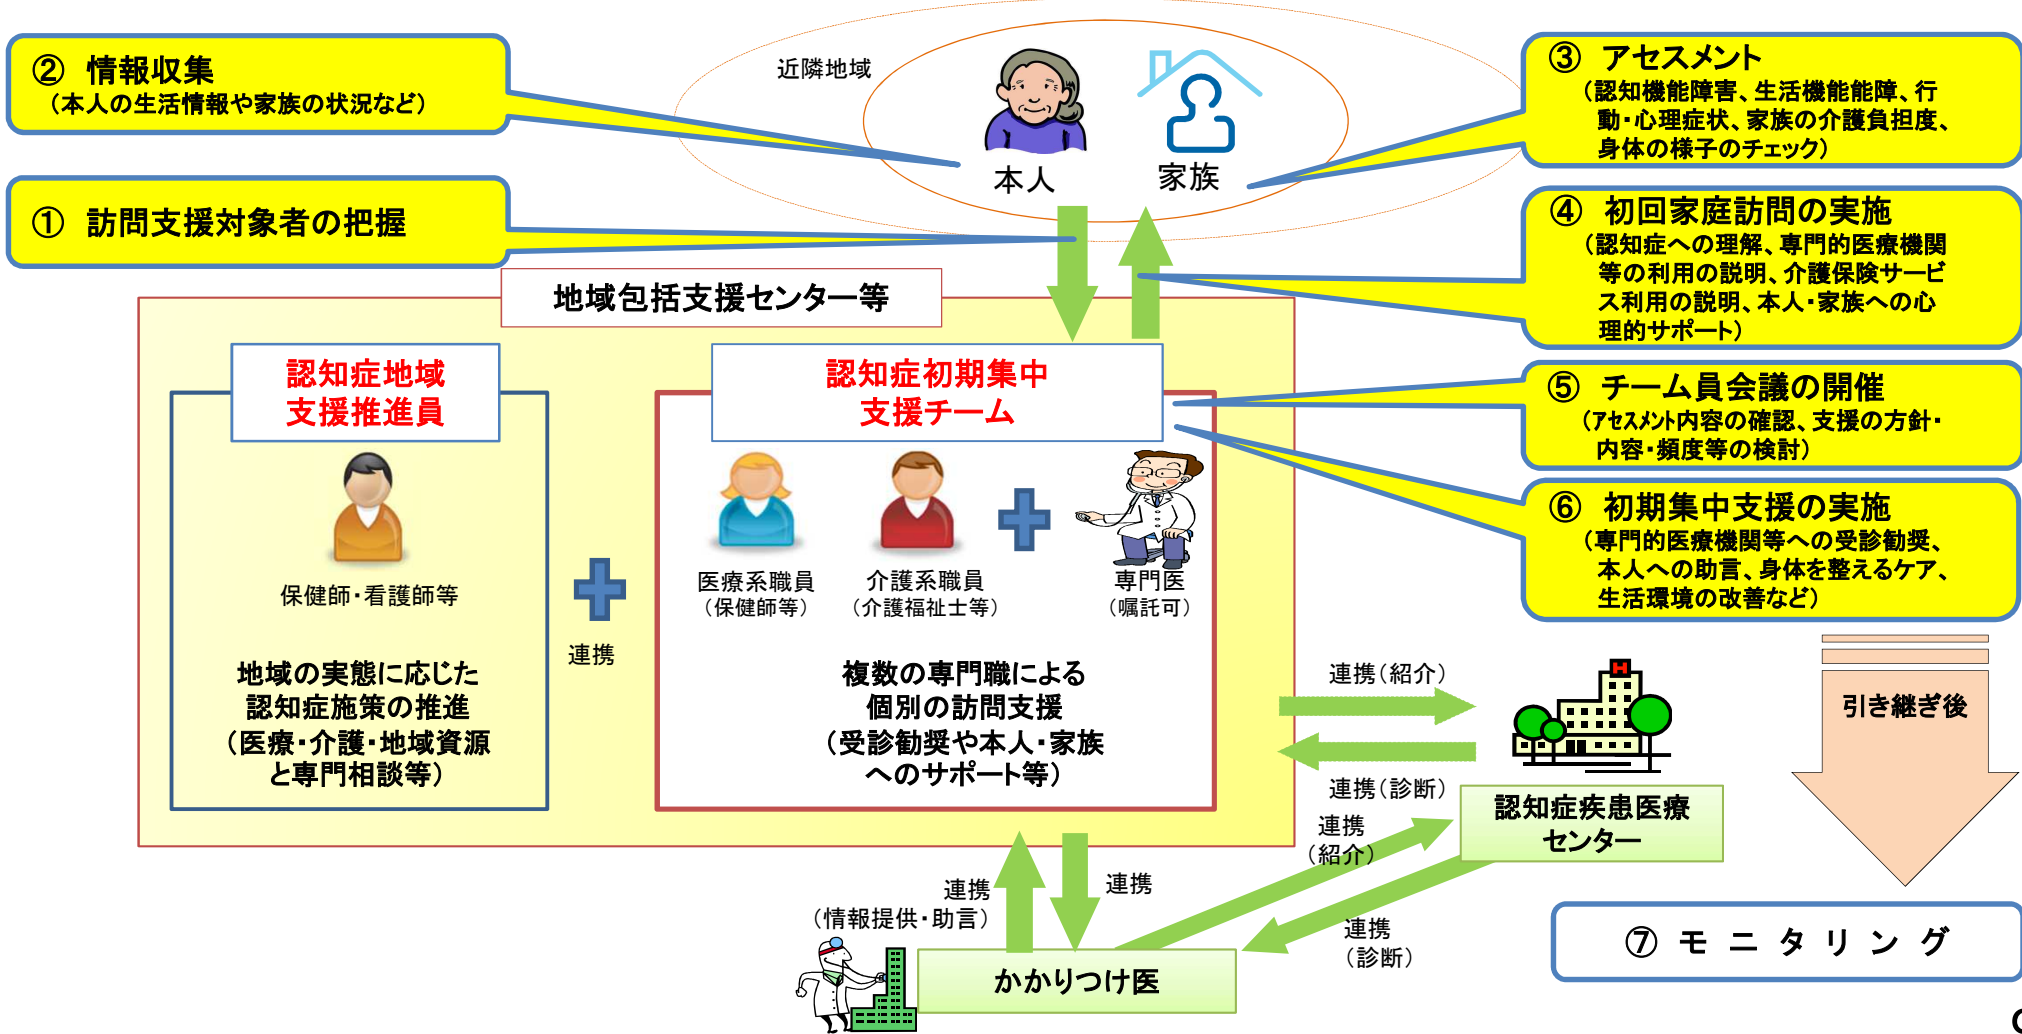 ② 情報収集
（本人の生活情報や家族の状況など）
① 訪問支援対象者の把握
近隣地域
本人
家族
③ アセスメント
（認知機能障害、生活機能能障、行
動・心理症状、家族の介護負担度、
身体の様子のチェック）
④ 初回家庭訪問の実施
（認知症への理解、専門的医療機関
等の利用の説明、介護保険サービ
ス利用の説明、本人・家族への心
理的サポート）
⑤ チーム員会議の開催
（アセスメント内容の確認、支援の方針・
内容・頻度等の検討）
⑥ 初期集中支援の実施
（専門的医療機関等への受診勧奨、
本人への助言、身体を整えるケア、
生活環境の改善など）
地域包括支援センター等
認知症地域
支援推進員
保健師・看護師等
地域の実態に応じた
認知症施策の推進
（医療・介護・地域資源
と専門相談等）
連携
認知症初期集中
支援チーム
医療系職員
（保健師等）
介護系職員
（介護福祉士等）
専門医
（嘱託可）
複数の専門職による
個別の訪問支援
（受診勧奨や本人・家族
へのサポート等）
連携（紹介）
連携（診断）
H
認知症疾患医療
センター
引き継ぎ後
連携
（紹介）
連携
（診断）
連携
（情報提供・助言）
連携
かかりつけ医
⑦ モ ニ タ リ ン グ